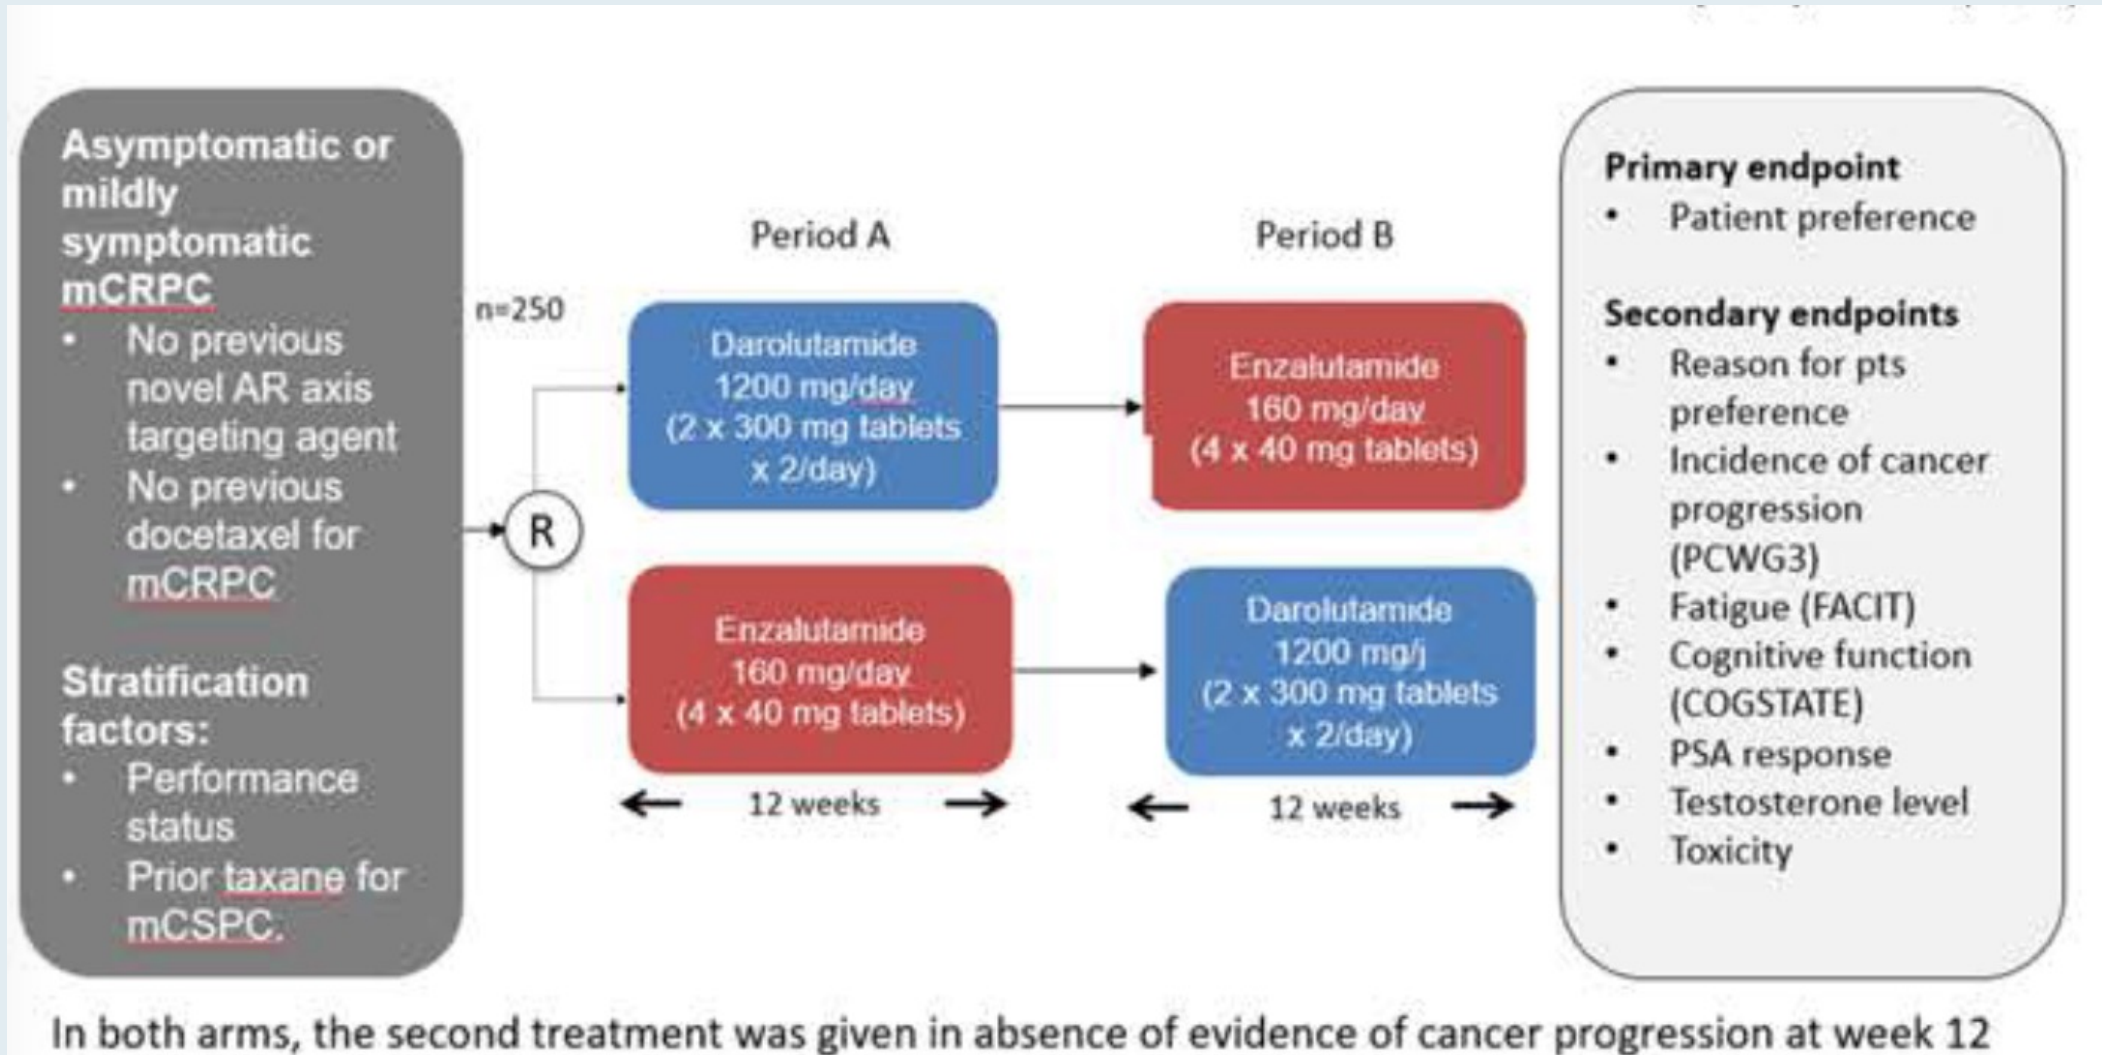 Asymptomatic or
mildly
symptomatic
mCRPC
• No previous
novel AR axis
targeting agent
• No previous
docetaxel for
mCRPC
Stratification
factors:
• Performance
status
• Prior taxane for
mCSPC.
n=250
R
Period A
Darolutamide
1200 mg/day
(2 x 300 mg tablets
x 2/day)
Enzalutamide
160 mg/day
(4 x 40 mg tablets)
12 weeks
Period B
Enzalutamide
160 mg/day
(4 x 40 mg tablets)
Darolutamide
1200 mg/j
(2 x 300 mg tablets
x 2/day)
12 weeks
Primary endpoint
• Patient preference
Secondary endpoints
• Reason for pts
preference
• Incidence of cancer
progression
(PCWG3)
• Fatigue (FACIT)
• Cognitive function
(COGSTATE)
• PSA response
• Testosterone level
• Toxicity
In both arms, the second treatment was given in absence of evidence of cancer progression at week 12